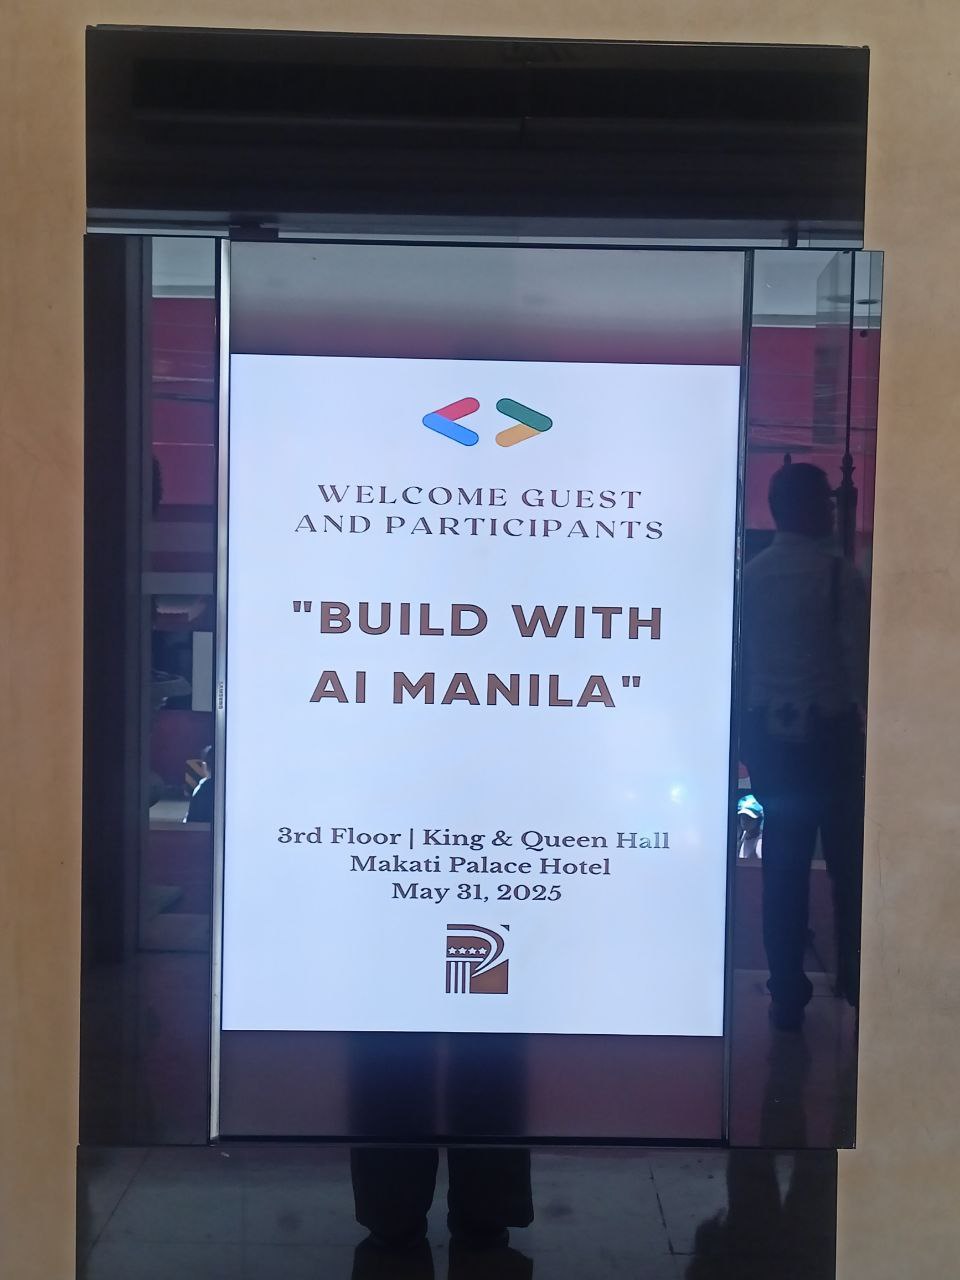 WELCOME GUEST
AND PARTICIPANTS
"BUILD WITH
AI MANILA"
3rd Floor | King & Queen Hall
Makati Palace Hotel
May 31, 2025
SAMSUNG